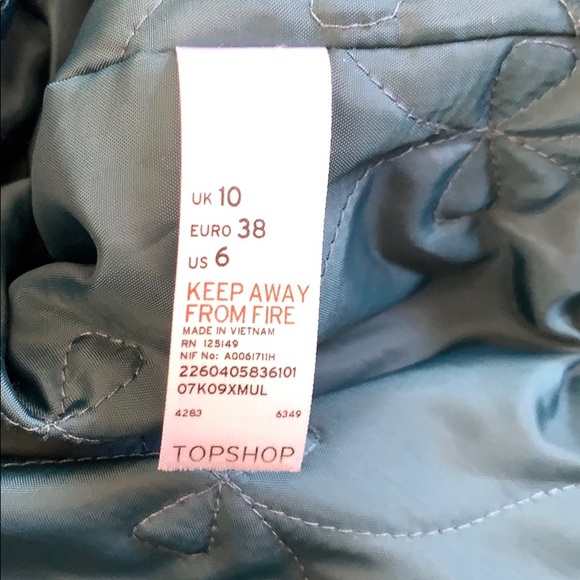 UK 10
EURO 38
US 6
KEEP AWAY
FROM FIRE
MADE IN VIETNAM
RN 125149
NIF No: A0061711H
2260405836101
07K09XMUL
4283 6349
TOPSHOP